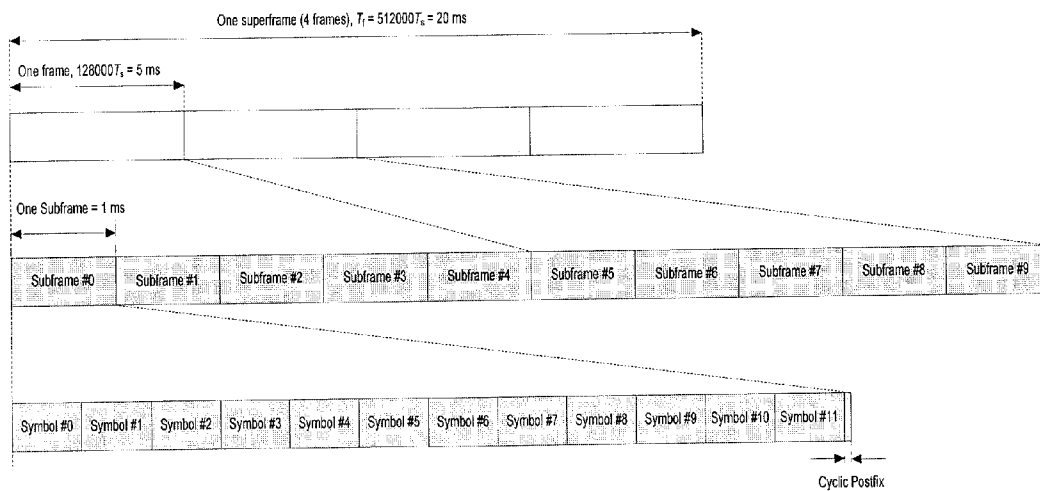 One superframe (4 frames), Tf = 512000Ts = 20 ms
One frame, 128000Ts = 5 ms
One Subframe = 1 ms
Subframe #0 Subframe #1 Subframe #2 Subframe #3 Subframe #4 Subframe #5 Subframe #6 Subframe #7 Subframe #8 Subframe #9
Symbol #0 Symbol #1 Symbol #2 Symbol #3 Symbol #4 Symbol #5 Symbol #6 Symbol #7 Symbol #8 Symbol #9 Symbol #10 Symbol #11
Cyclic Postfix